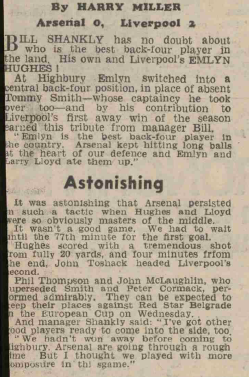 By HARRY MILLER
Arsenal 0, Liverpool 2
BILL SHANKLY has no doubt about
who is the best back-four player in
the land. His own and Liverpool's EMLYN
HUGHES!
At Highbury Emlyn switched into a
central back-four position, in place of absent
Tommy Smith—whose captaincy he took
over too—and by his contribution to
Liverpool's first away win of the season
earned this tribute from manager Bill.
"Emlyn is the best back-four player in
the country. Arsenal kept hitting long balls
at the heart of our defence and Emlyn and
Larry Lloyd ate them up."
Astonishing
It was astonishing that Arsenal persisted
in such a tactic when Hughes and Lloyd
were so obviously masters of the middle.
It wasn't a good game. We had to wait
until the 77th minute for the first goal.
Hughes scored with a tremendous shot
from fully 20 yards, and four minutes from
the end, John Toshack headed Liverpool's
second.
Phil Thompson and John McLaughlin, who
superseded Smith and Peter Cormack, per-
formed admirably. They can be expected to
keep their places against Red Star Belgrade
in the European Cup on Wednesday.
And manager Shankly said: "I've got other
good players ready to come into the side, too.
"We hadn't won away before coming to
Highbury. Arsenal are going through a rough
time. But I thought we played with more
composure in this game."